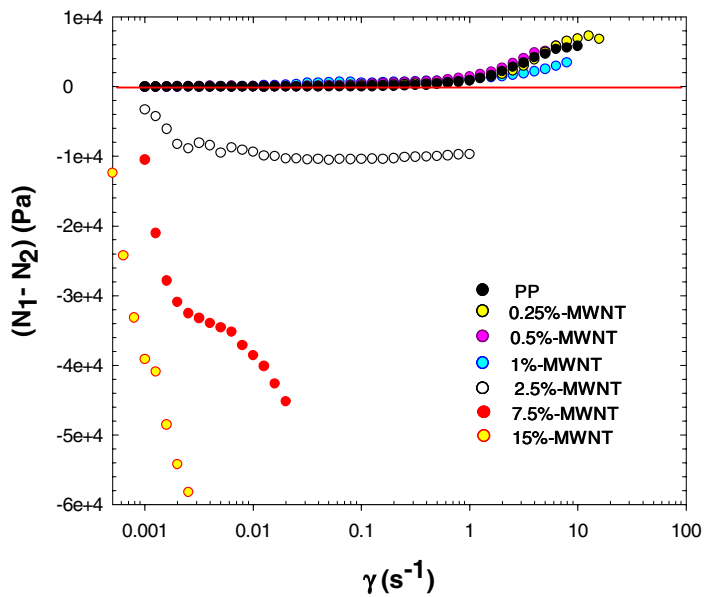 1e+4
0
-1e+4
-2e+4
-3e+4
-4e+4
-5e+4
-6e+4
(N1- N2) (Pa)
PP
0.25%-MWNT
0.5%-MWNT
1%-MWNT
2.5%-MWNT
7.5%-MWNT
15%-MWNT
0.001 0.01 0.1 1 10 100
γ (s-1)